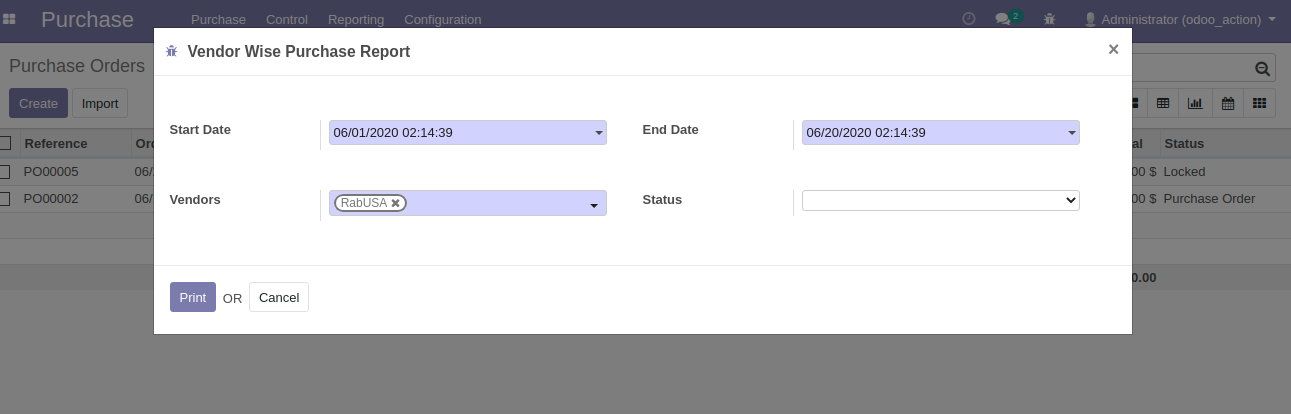 Purchase Purchase Control Reporting Configuration 2 Administrator (odoo_action)
Vendor Wise Purchase Report ×
Purchase Orders
Create Import
Start Date 06/01/2020 02:14:39 End Date 06/20/2020 02:14:39
Reference Status
PO00005 06/ 00 $ Locked
PO00002 06/ 00 $ Purchase Order
Vendors RabUSA Status
0.00
Print OR Cancel